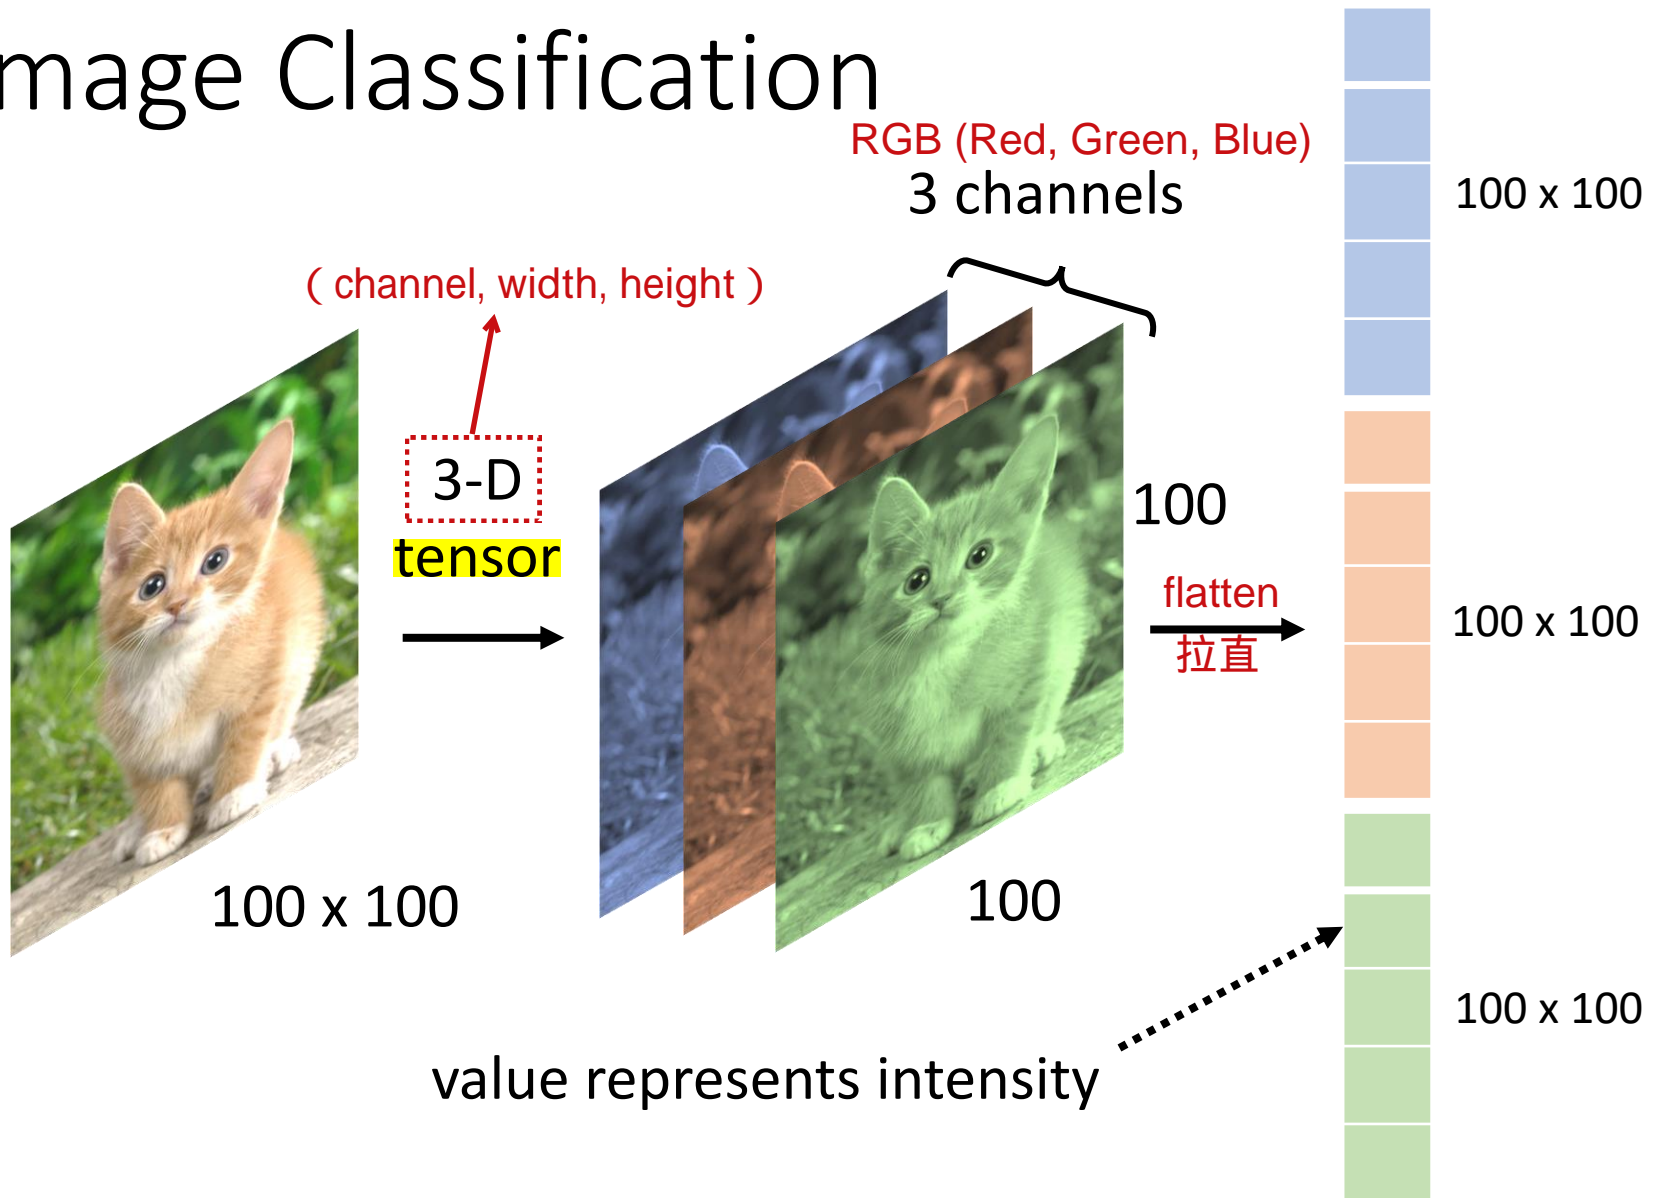 mage Classification
RGB (Red, Green, Blue)
3 channels
100 x 100
（channel, width, height）
3-D
tensor
100
flatten
拉直
100 x 100
100 x 100
100
100 x 100
value represents intensity